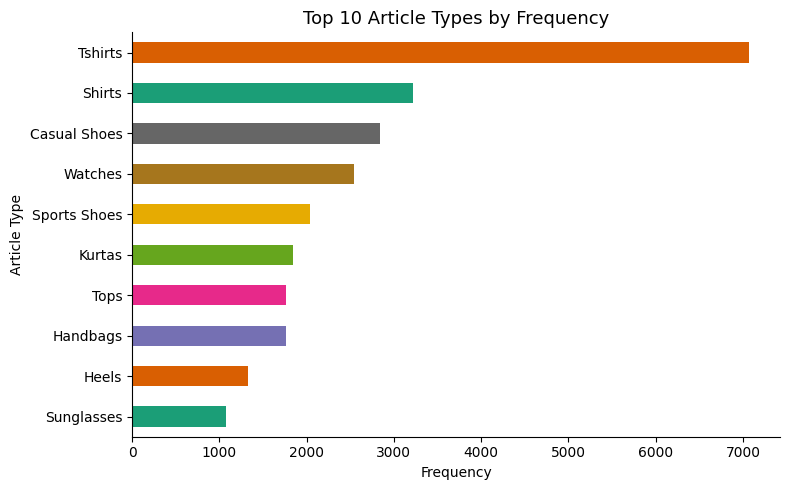 Top 10 Article Types by Frequency
Article Type
Tshirts
Shirts
Casual Shoes
Watches
Sports Shoes
Kurtas
Tops
Handbags
Heels
Sunglasses
0 1000 2000 3000 4000 5000 6000 7000
Frequency